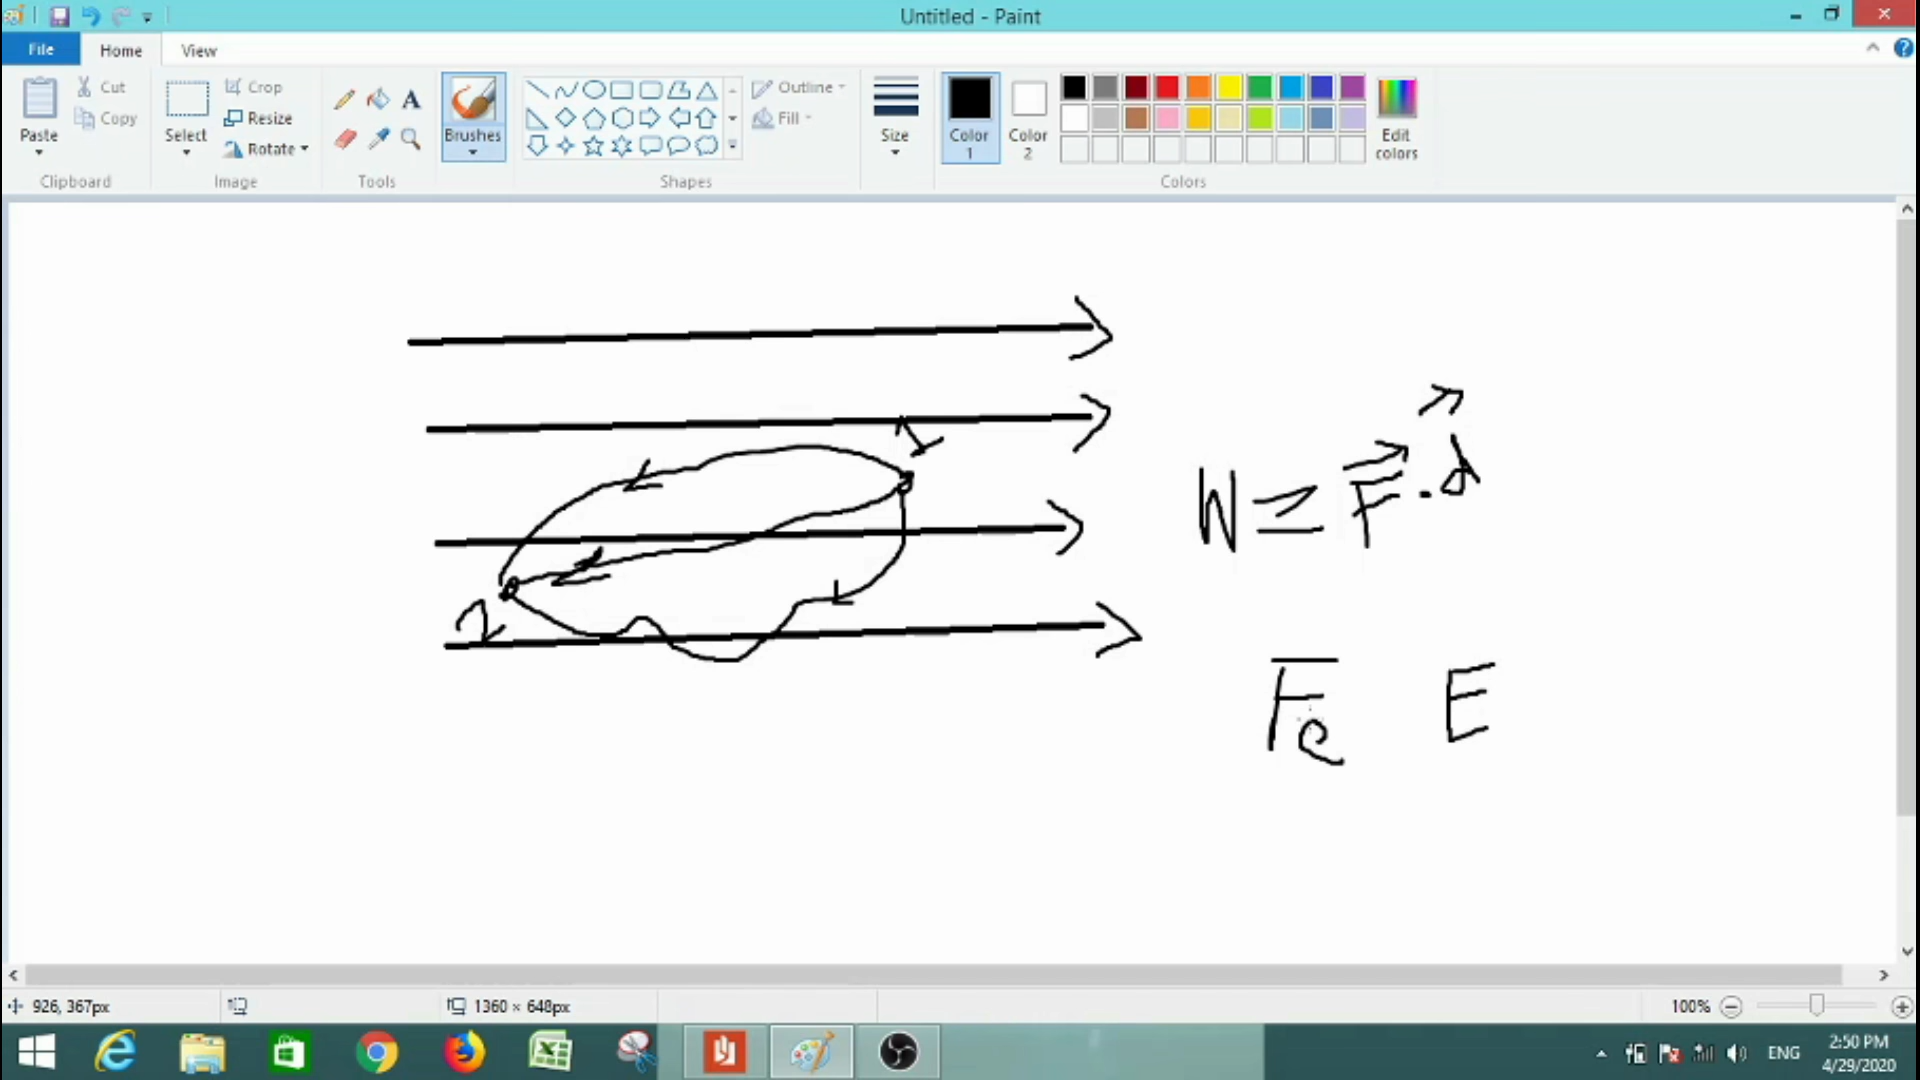 Untitled - Paint
File Home View
Cut
Copy
Paste
Crop
Resize
Rotate
Select
A
Brushes
Outline
Fill
Size
Color 1
Color 2
Edit colors
Clipboard Image Tools Shapes Colors
1
2
W = F . d
Fe E
926, 367px 1360 × 648px 100%
ENG 2:50 PM
4/29/2020